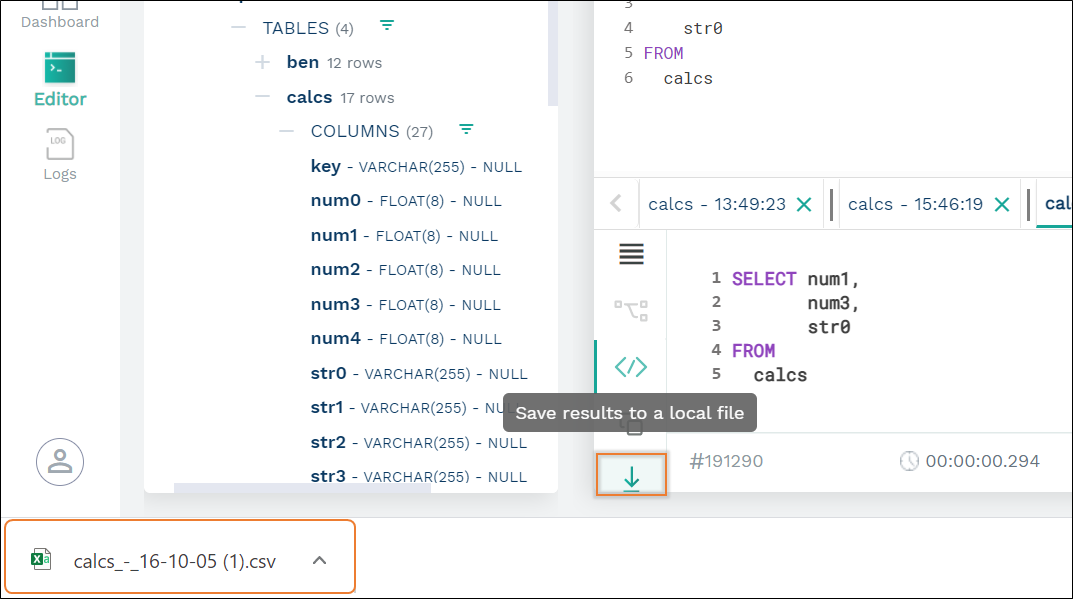 Dashboard
Editor
LOG
Logs
TABLES (4)
ben 12 rows
calcs 17 rows
COLUMNS (27)
key - VARCHAR(255) - NULL
num0 - FLOAT(8) - NULL
num1 - FLOAT(8) - NULL
num2 - FLOAT(8) - NULL
num3 - FLOAT(8) - NULL
num4 - FLOAT(8) - NULL
str0 - VARCHAR(255) - NULL
str1 - VARCHAR(255) - NU
str2 - VARCHAR(255) - NULL
str3 - VARCHAR(255) - NULL
3
4 str0
5 FROM
6 calcs
calcs - 13:49:23
calcs - 15:46:19
cal
1 SELECT num1,
2 num3,
3 str0
4 FROM
5 calcs
Save results to a local file
#191290
00:00:00.294
calcs_-_16-10-05 (1).csv